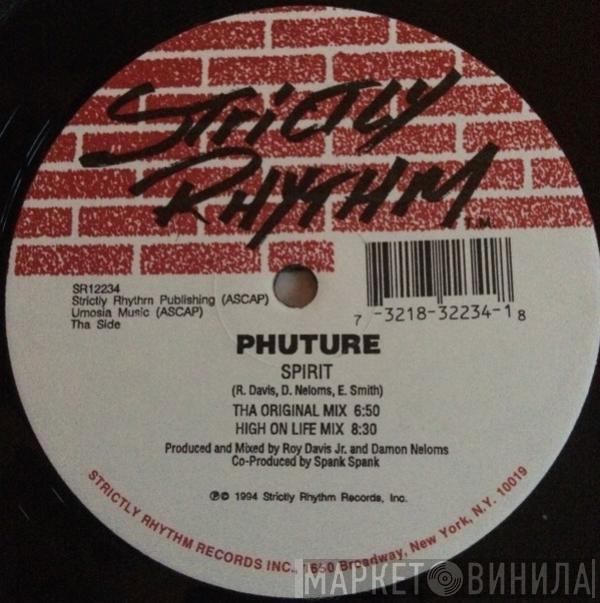 STRICTLY
RHYTHM
T.M.
SR12234
Strictly Rhythm Publishing (ASCAP)
Umosia Music (ASCAP)
Tha Side
7 -3218-32234-1 8
PHUTURE
SPIRIT
(R. Davis, D. Neloms, E. Smith)
THA ORIGINAL MIX 6:50
HIGH ON LIFE MIX 8:30
Produced and Mixed by Roy Davis Jr. and Damon Neloms
Co-Produced by Spank Spank
℗© 1994 Strictly Rhythm Records, Inc.
STRICTLY RHYTHM RECORDS INC., 1650 Broadway, New York, N.Y. 10019
МАРКЕТ ВИНИЛА